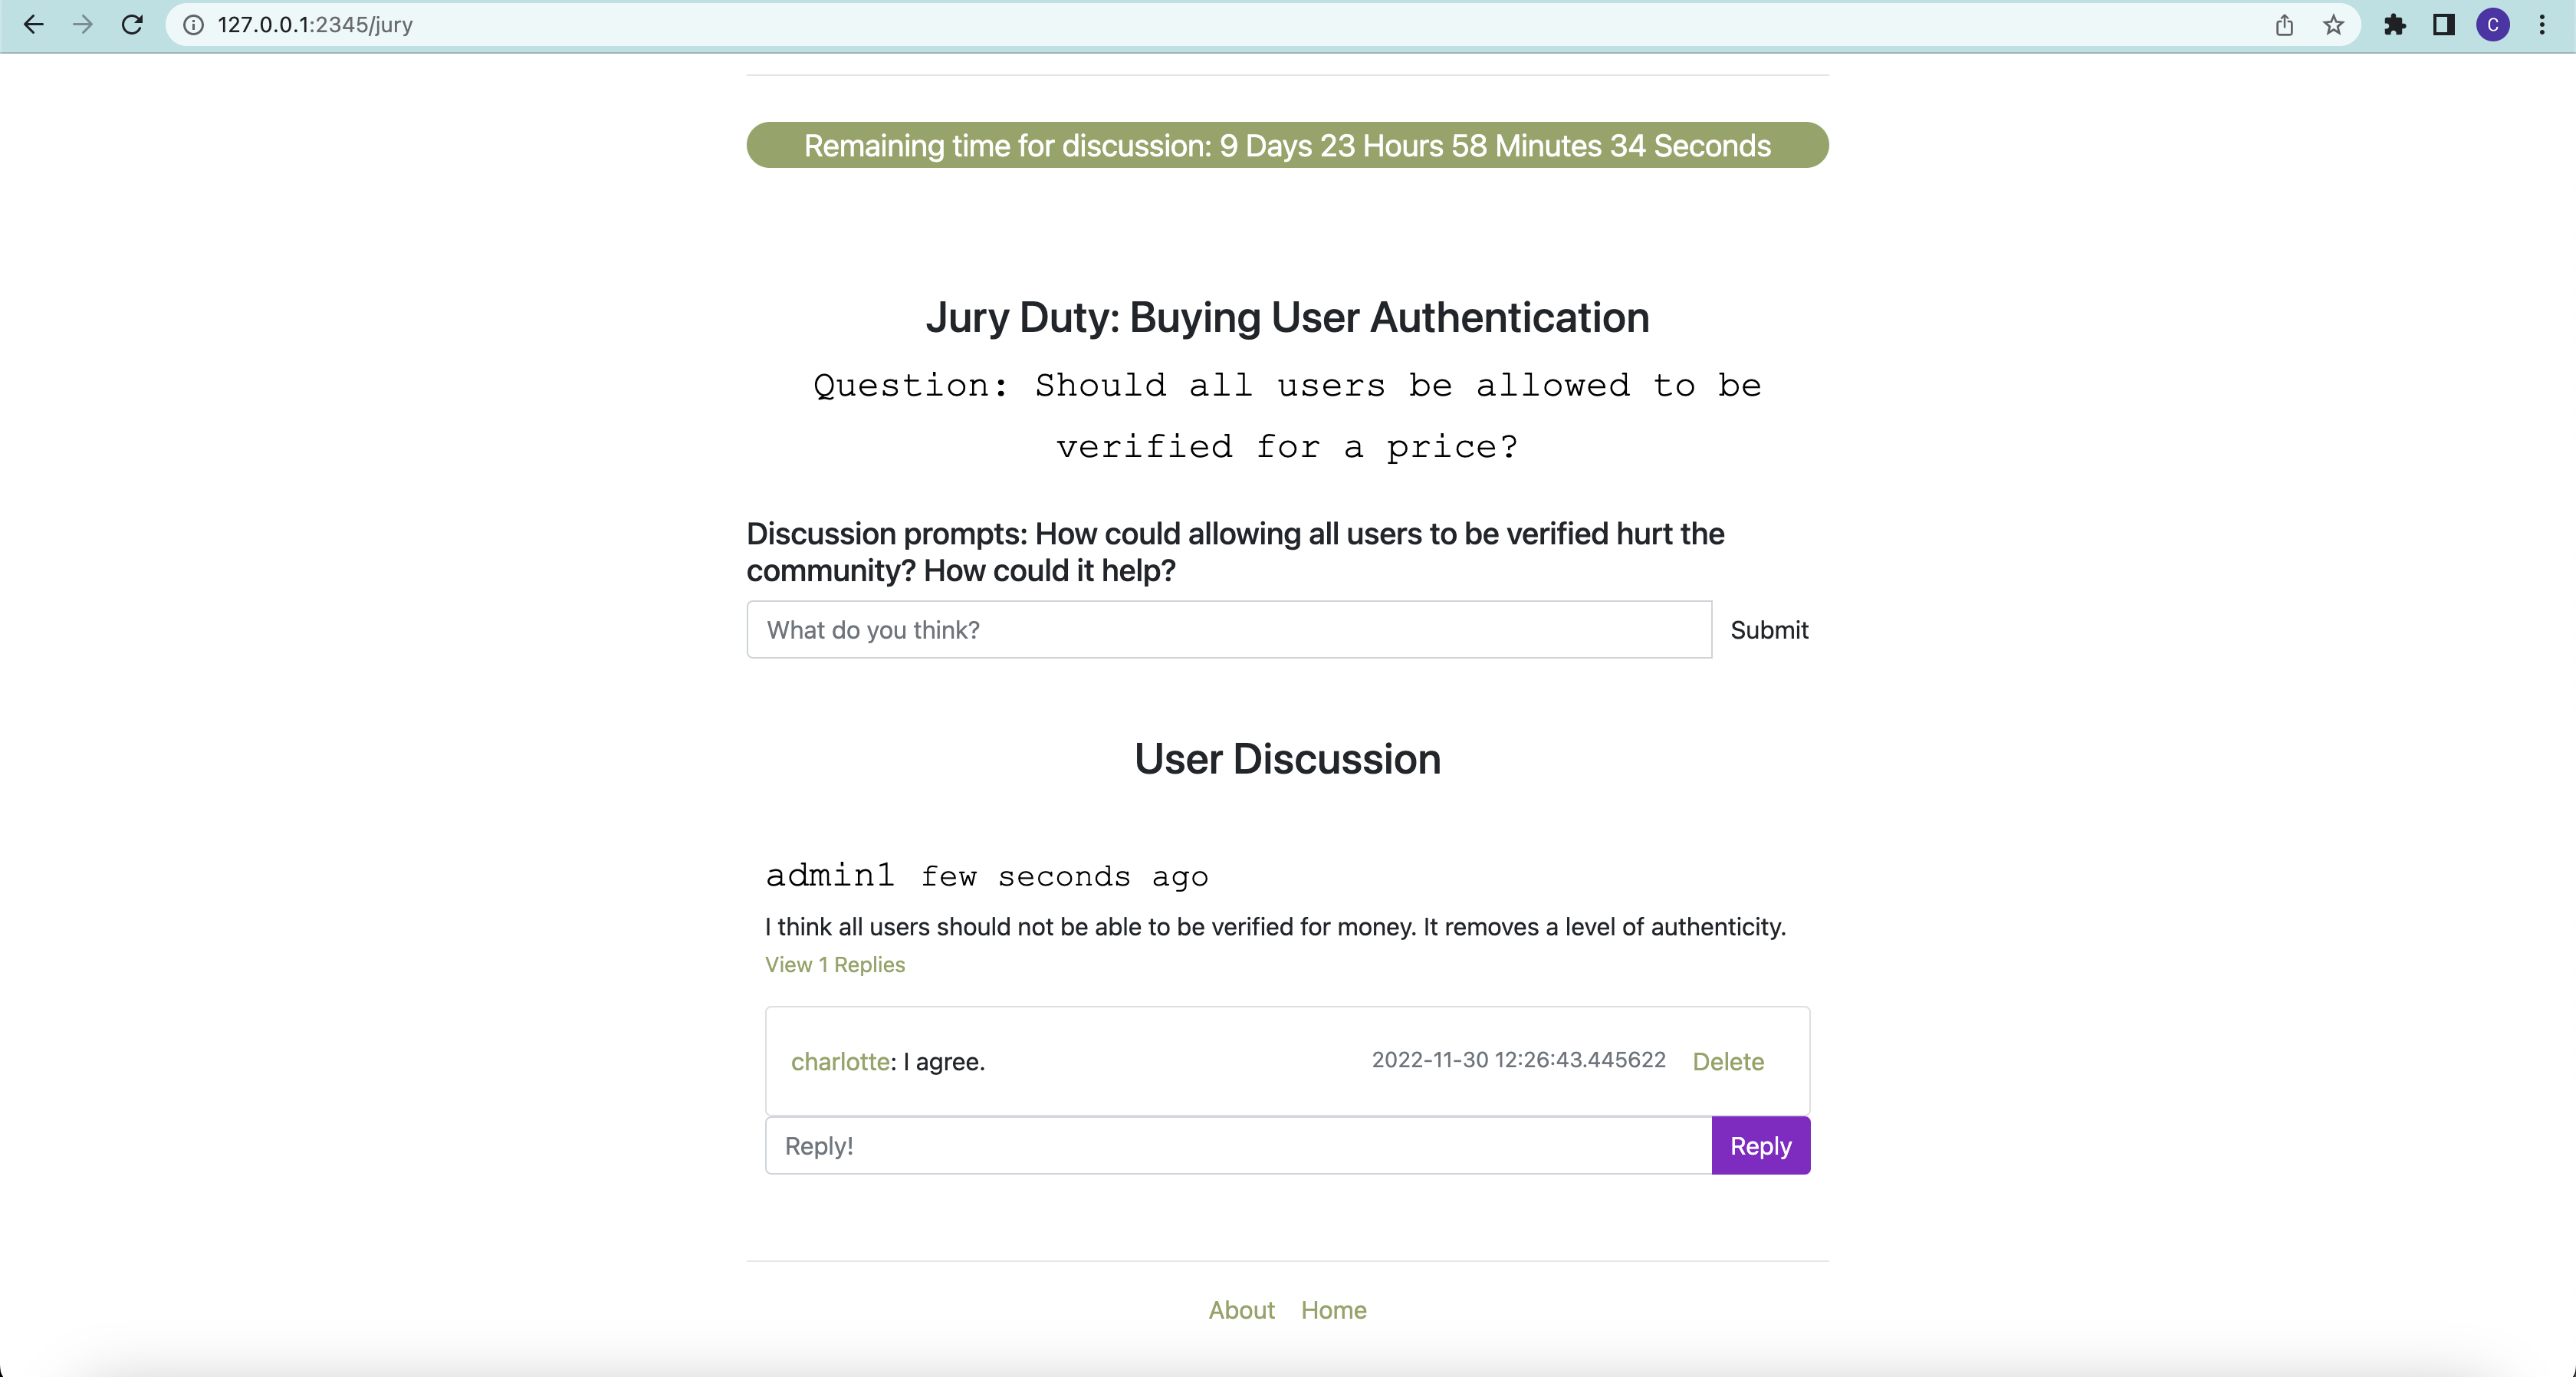 127.0.0.1:2345/jury
C
Remaining time for discussion: 9 Days 23 Hours 58 Minutes 34 Seconds
Jury Duty: Buying User Authentication
Question: Should all users be allowed to be
verified for a price?
Discussion prompts: How could allowing all users to be verified hurt the
community? How could it help?
What do you think? Submit
User Discussion
admin1 few seconds ago
I think all users should not be able to be verified for money. It removes a level of authenticity.
View 1 Replies
charlotte: I agree. 2022-11-30 12:26:43.445622 Delete
Reply! Reply
About Home